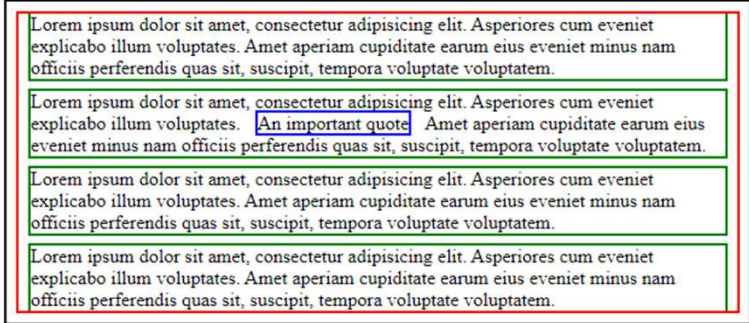 Lorem ipsum dolor sit amet, consectetur adipisicing elit. Asperiores cum eveniet
explicabo illum voluptates. Amet aperiam cupiditate earum eius eveniet minus nam
officiis perferendis quas sit, suscipit, tempora voluptate voluptatem.
Lorem ipsum dolor sit amet, consectetur adipisicing elit. Asperiores cum eveniet
explicabo illum voluptates. An important quote Amet aperiam cupiditate earum eius
eveniet minus nam officiis perferendis quas sit, suscipit, tempora voluptate voluptatem.
Lorem ipsum dolor sit amet, consectetur adipisicing elit. Asperiores cum eveniet
explicabo illum voluptates. Amet aperiam cupiditate earum eius eveniet minus nam
officiis perferendis quas sit, suscipit, tempora voluptate voluptatem.
Lorem ipsum dolor sit amet, consectetur adipisicing elit. Asperiores cum eveniet
explicabo illum voluptates. Amet aperiam cupiditate earum eius eveniet minus nam
officiis perferendis quas sit, suscipit, tempora voluptate voluptatem.